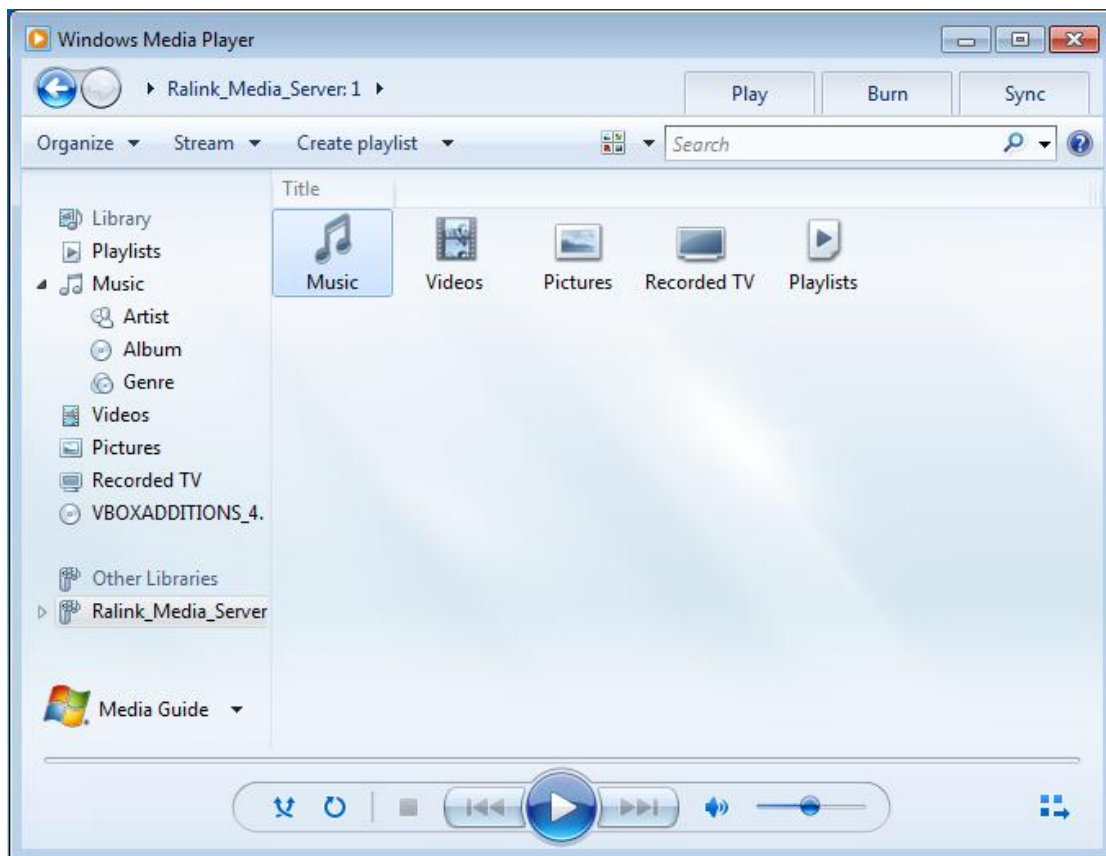 Windows Media Player
Ralink_Media_Server: 1
Play
Burn
Sync
Organize
Stream
Create playlist
Search
Title
Library
Playlists
Music
Artist
Album
Genre
Videos
Pictures
Recorded TV
VBOXADDITIONS_4.
Other Libraries
Ralink_Media_Server
Music
Videos
Pictures
Recorded TV
Playlists
Media Guide